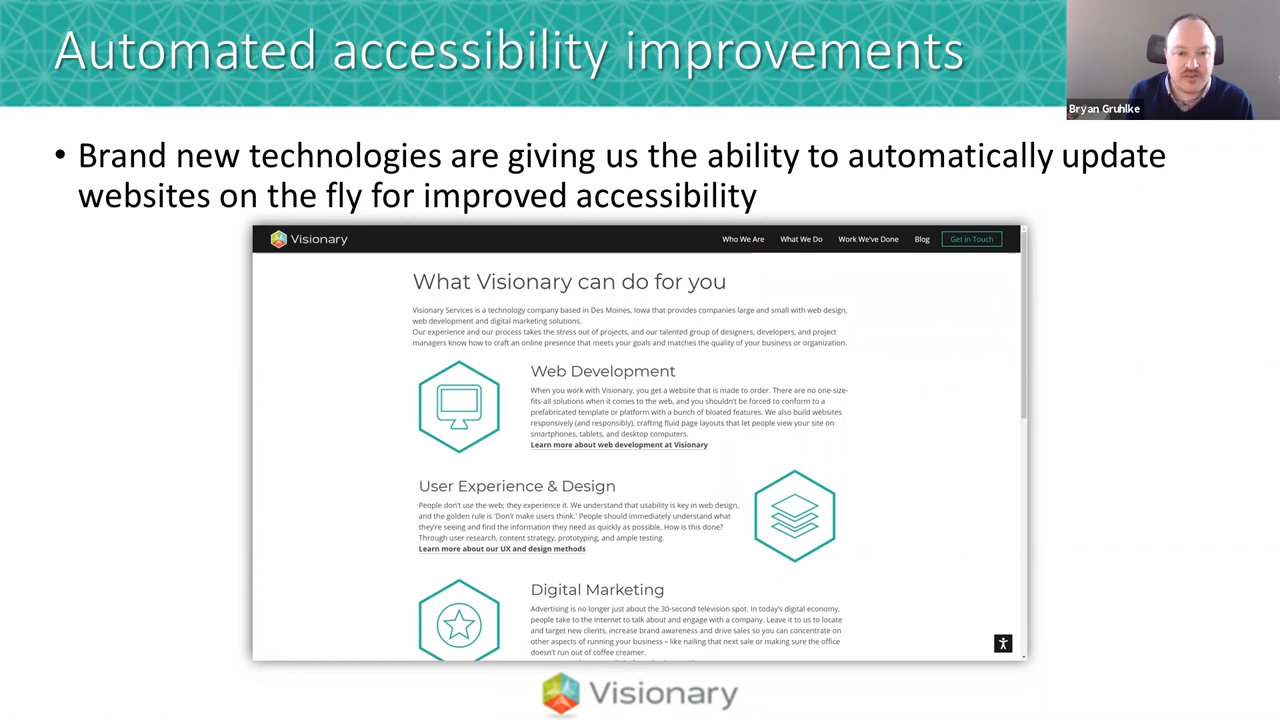 Automated accessibility improvements
Bryan Gruhlke
• Brand new technologies are giving us the ability to automatically update
websites on the fly for improved accessibility
Visionary
Who We Are
What We Do
Work We've Done
Blog
Get in Touch
What Visionary can do for you
Visionary Services is a technology company based in Des Moines, Iowa that provides companies large and small with web design,
web development and digital marketing solutions.
Our experience and our process takes the stress out of projects, and our talented group of designers, developers, and project
managers know how to craft an online presence that meets your goals and matches the quality of your business or organization.
Web Development
When you work with Visionary, you get a website that is made to order. There are no one-size-
fits-all solutions when it comes to the web, and you shouldn't be forced to conform to a
prefabricated template or platform with a bunch of bloated features. We also build websites
responsively (and responsibly), crafting fluid page layouts that let people view your site on
smartphones, tablets, and desktop computers.
Learn more about web development at Visionary
User Experience & Design
People don't use the web; they experience it. We understand that usability is key in web design,
and the golden rule is 'Don't make users think.' People should immediately understand what
they're seeing and find the information they need as quickly as possible. How is this done?
Through user research, content strategy, prototyping, and ample testing.
Learn more about our UX and design methods
Digital Marketing
Advertising is no longer just about the 30-second television spot. In today's digital economy,
people take to the Internet to talk about and engage with a company. Leave it to us to locate
and target new clients, increase brand awareness and drive sales so you can concentrate on
other aspects of running your business – like nailing that next sale or making sure the office
doesn't run out of coffee creamer.
Visionary